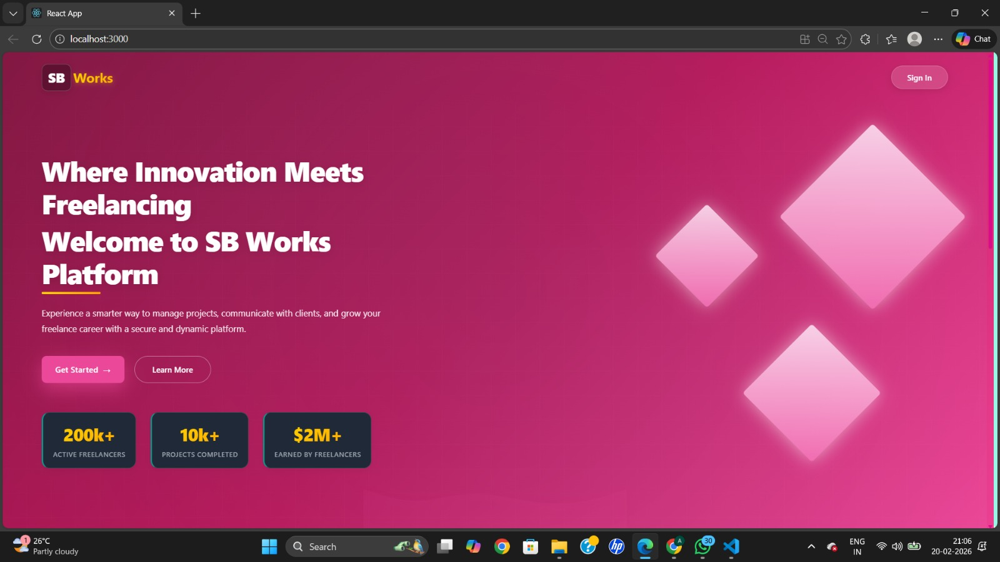 React App
localhost:3000
Chat
SB Works
Sign In
Where Innovation Meets
Freelancing
Welcome to SB Works
Platform
Experience a smarter way to manage projects, communicate with clients, and grow your
freelance career with a secure and dynamic platform.
Get Started →
Learn More
200k+
ACTIVE FREELANCERS
10k+
PROJECTS COMPLETED
$2M+
EARNED BY FREELANCERS
1
26°C
Partly cloudy
Search
hp
A
30
ENG
IN
21:06
20-02-2026